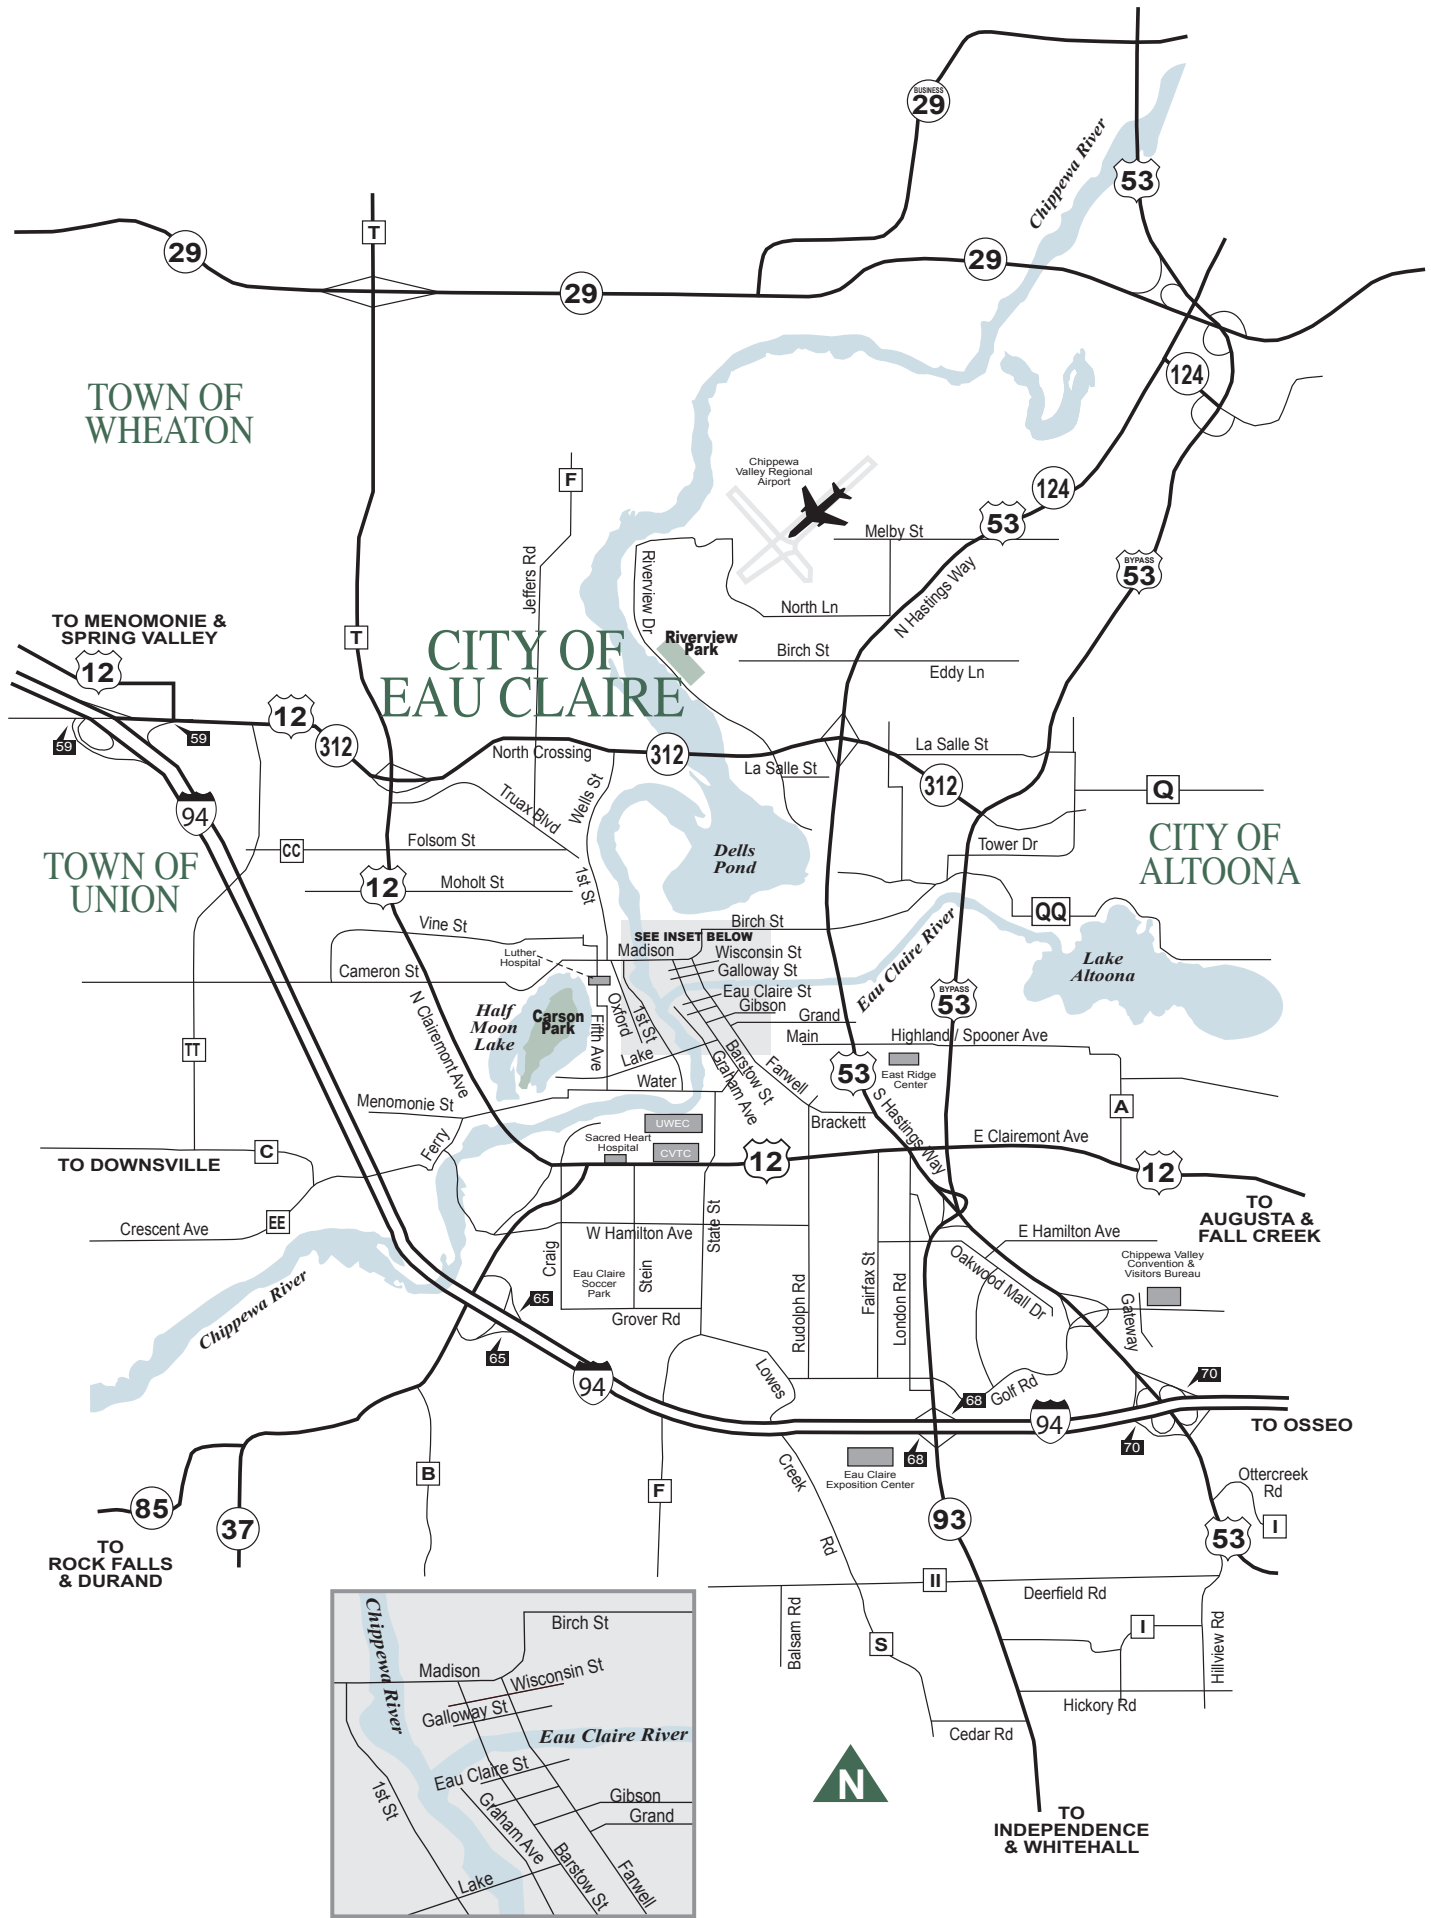 BUSINESS
29
Chippewa River
53
T
29
29
29
124
TOWN OF
WHEATON
Chippewa
Valley Regional
Airport
F
124
53
Melby St
BYPASS
53
Jeffers Rd
Riverview Dr
N Hastings Way
North Ln
TO MENOMONIE &
SPRING VALLEY
T
CITY OF
EAU CLAIRE
Riverview
Park
Birch St
Eddy Ln
12
12
59
59
312
North Crossing
312
La Salle St
La Salle St
312
Q
94
Truax Blvd
Wells St
CC
Folsom St
Dells
Pond
Tower Dr
CITY OF
ALTOONA
TOWN OF
UNION
12
Moholt St
1st St
QQ
Vine St
Birch St
SEE INSET BELOW
Madison
Wisconsin St
Galloway St
Luther
Hospital
Cameron St
Eau Claire River
Lake
Altoona
N Clairemont Ave
Half
Moon
Lake
Carson
Park
Fifth Ave
Oxford
1st St
Eau Claire St
Gibson
Grand
BYPASS
53
TT
Lake
Main
Highland / Spooner Ave
Water
Graham Ave
Barstow St
Farwell
53
East Ridge
Center
Menomonie St
Ferry
UWEC
Brackett
S Hastings Way
A
Sacred Heart
Hospital
CVTC
C
TO DOWNSVILLE
12
E Clairemont Ave
12
TO
AUGUSTA &
FALL CREEK
EE
Crescent Ave
W Hamilton Ave
State St
E Hamilton Ave
Chippewa River
Craig
Stein
Eau Claire
Soccer
Park
Rudolph Rd
Fairfax St
London Rd
Oakwood Mall Dr
Chippewa Valley
Convention &
Visitors Bureau
Gateway
65
Grover Rd
65
Lowes
Golf Rd
70
94
68
94
TO OSSEO
70
68
B
F
Creek
Rd
Eau Claire
Exposition Center
Ottercreek
Rd
I
85
37
93
53
TO
ROCK FALLS
& DURAND
II
Deerfield Rd
Balsam Rd
S
I
Hillview Rd
Hickory Rd
Cedar Rd
Chippewa River
Birch St
Madison
Wisconsin St
Galloway St
Eau Claire River
Eau Claire St
1st St
Gibson
Grand
Graham Ave
Barstow St
Farwell
Lake
N
TO
INDEPENDENCE
& WHITEHALL